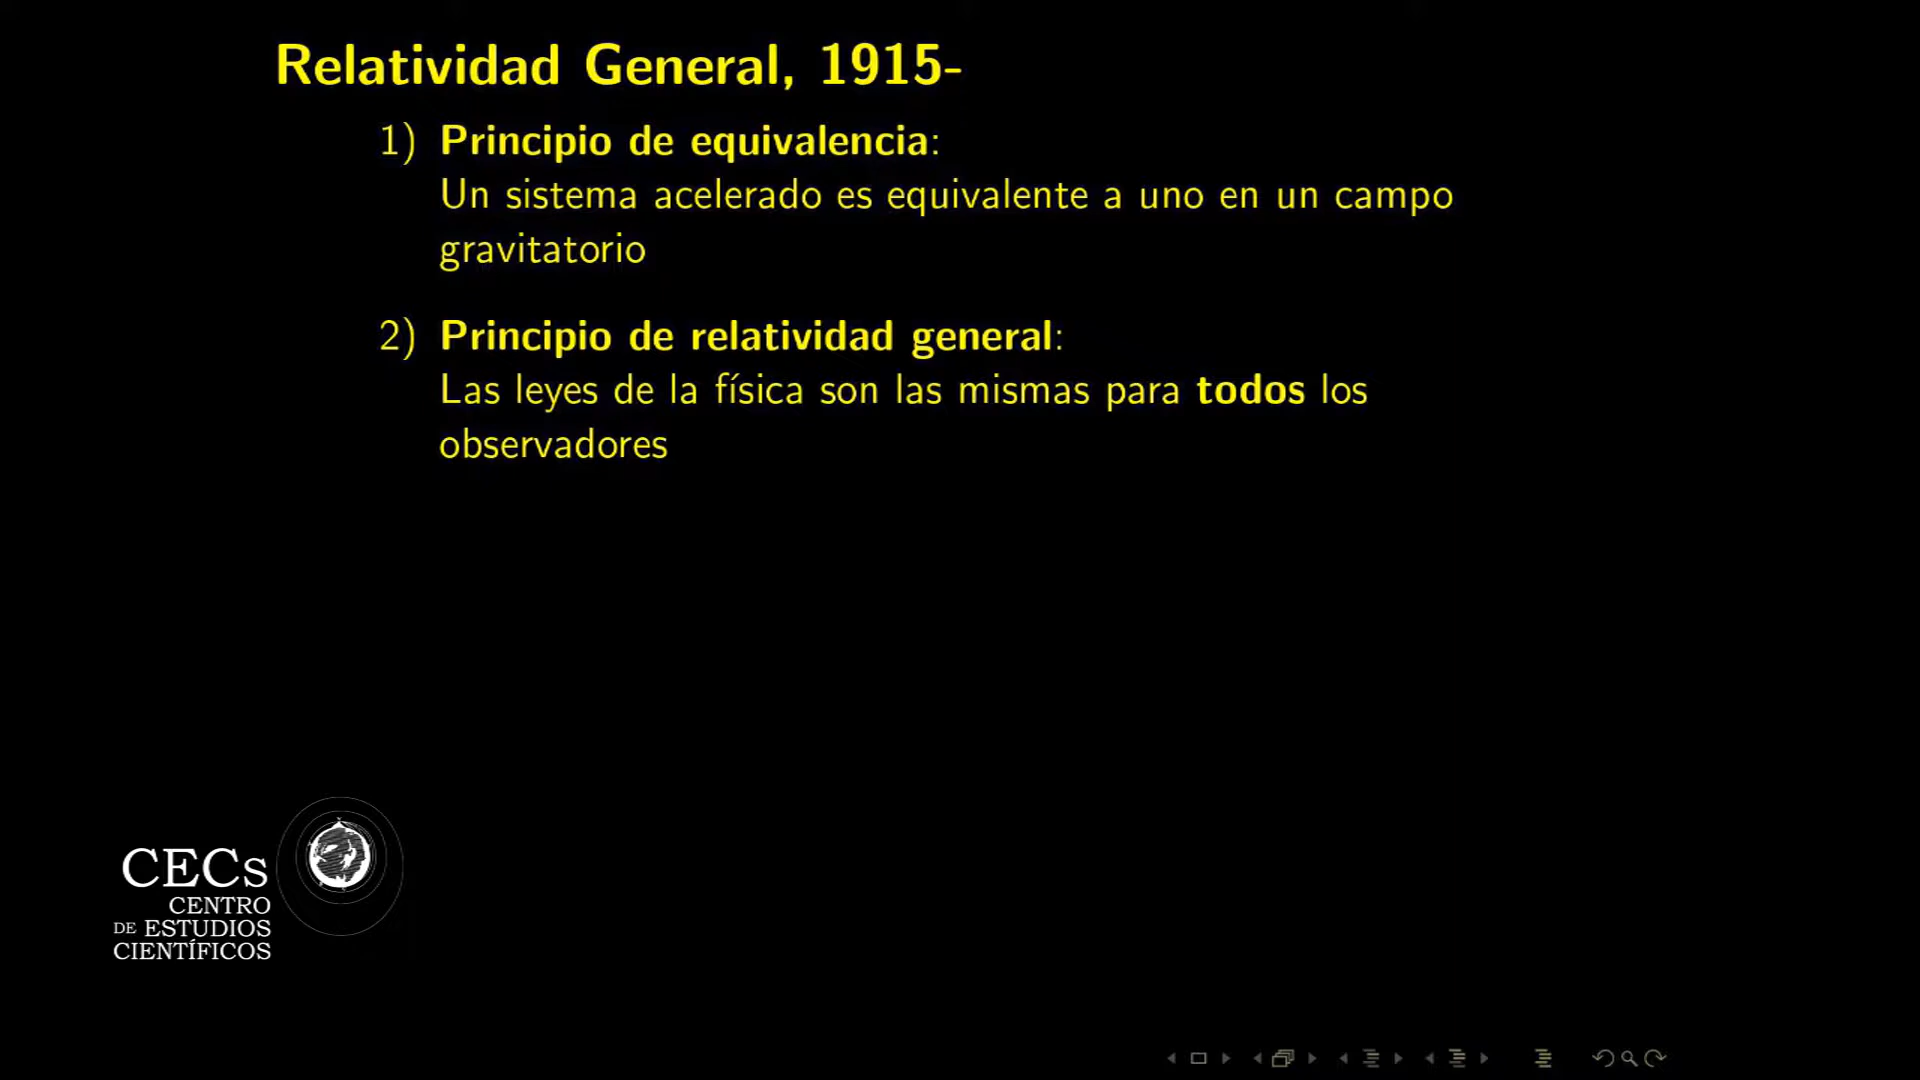 Relatividad General, 1915-
1) Principio de equivalencia:
Un sistema acelerado es equivalente a uno en un campo
gravitatorio
2) Principio de relatividad general:
Las leyes de la física son las mismas para todos los
observadores
CECs
CENTRO
DE ESTUDIOS
CIENTÍFICOS